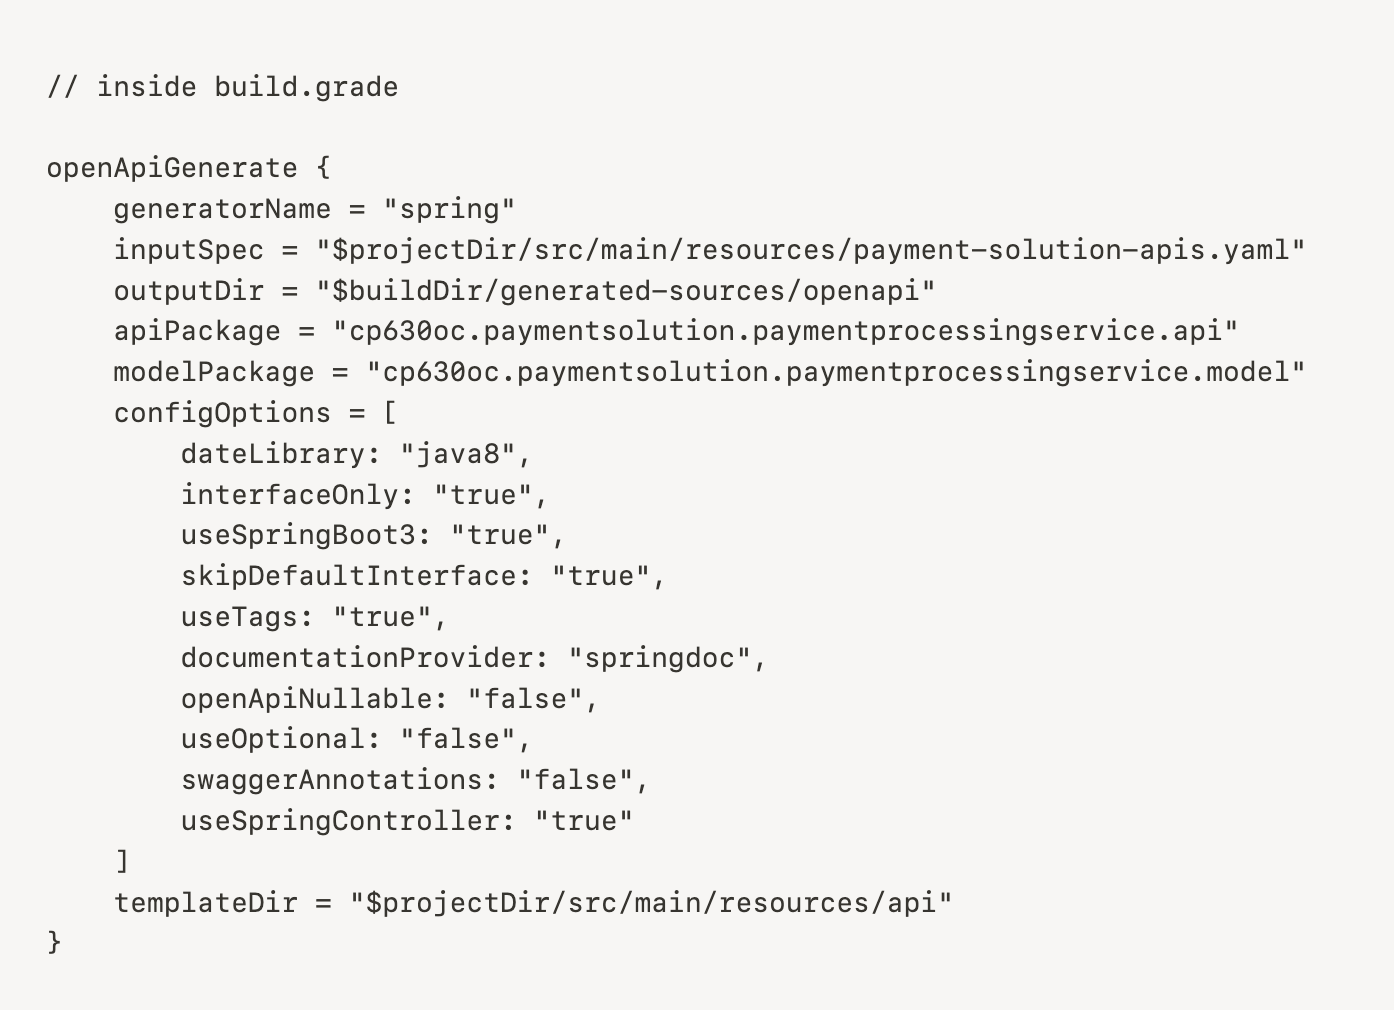 // inside build.grade
openApiGenerate {
generatorName = "spring"
inputSpec = "$projectDir/src/main/resources/payment-solution-apis.yaml"
outputDir = "$buildDir/generated-sources/openapi"
apiPackage = "cp630oc.paymentsolution.paymentprocessingservice.api"
modelPackage = "cp630oc.paymentsolution.paymentprocessingservice.model"
configOptions = [
dateLibrary: "java8",
interfaceOnly: "true",
useSpringBoot3: "true",
skipDefaultInterface: "true",
useTags: "true",
documentationProvider: "springdoc",
openApiNullable: "false",
useOptional: "false",
swaggerAnnotations: "false",
useSpringController: "true"
]
templateDir = "$projectDir/src/main/resources/api"
}